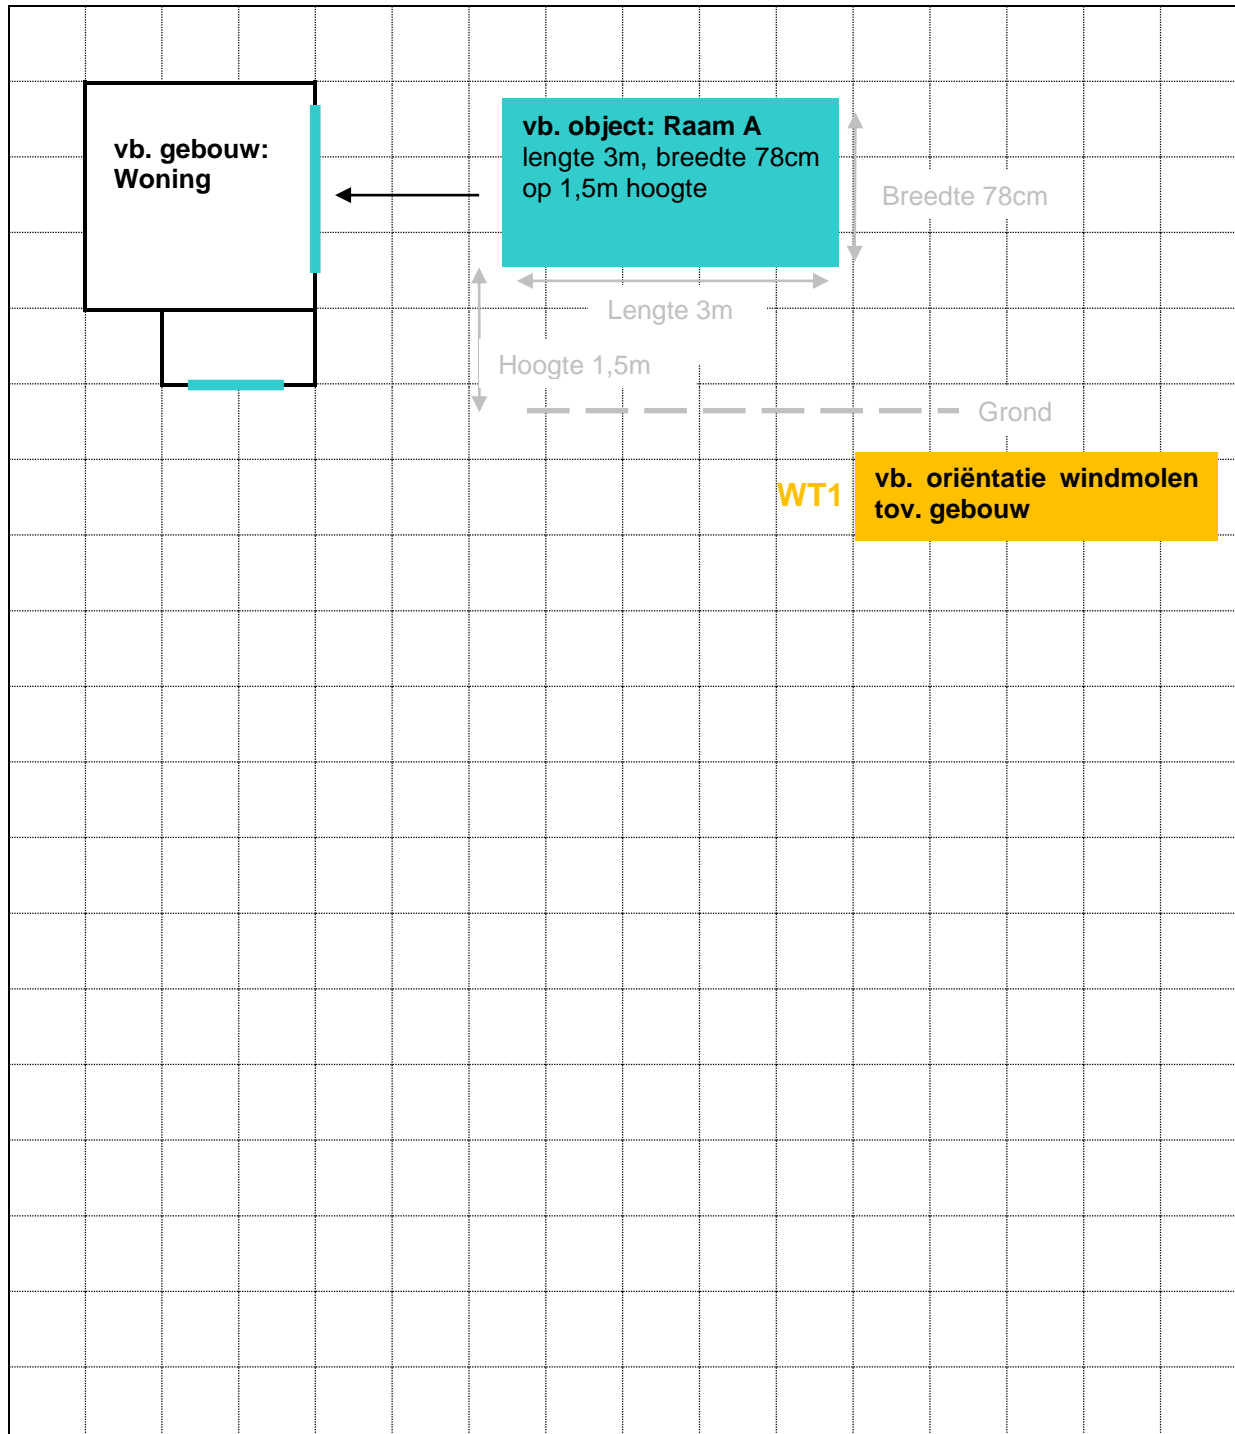 vb. gebouw:
Woning
vb. object: Raam A
lengte 3m, breedte 78cm
op 1,5m hoogte
Breedte 78cm
Lengte 3m
Hoogte 1,5m
Grond
WT1
vb. oriëntatie windmolen
tov. gebouw